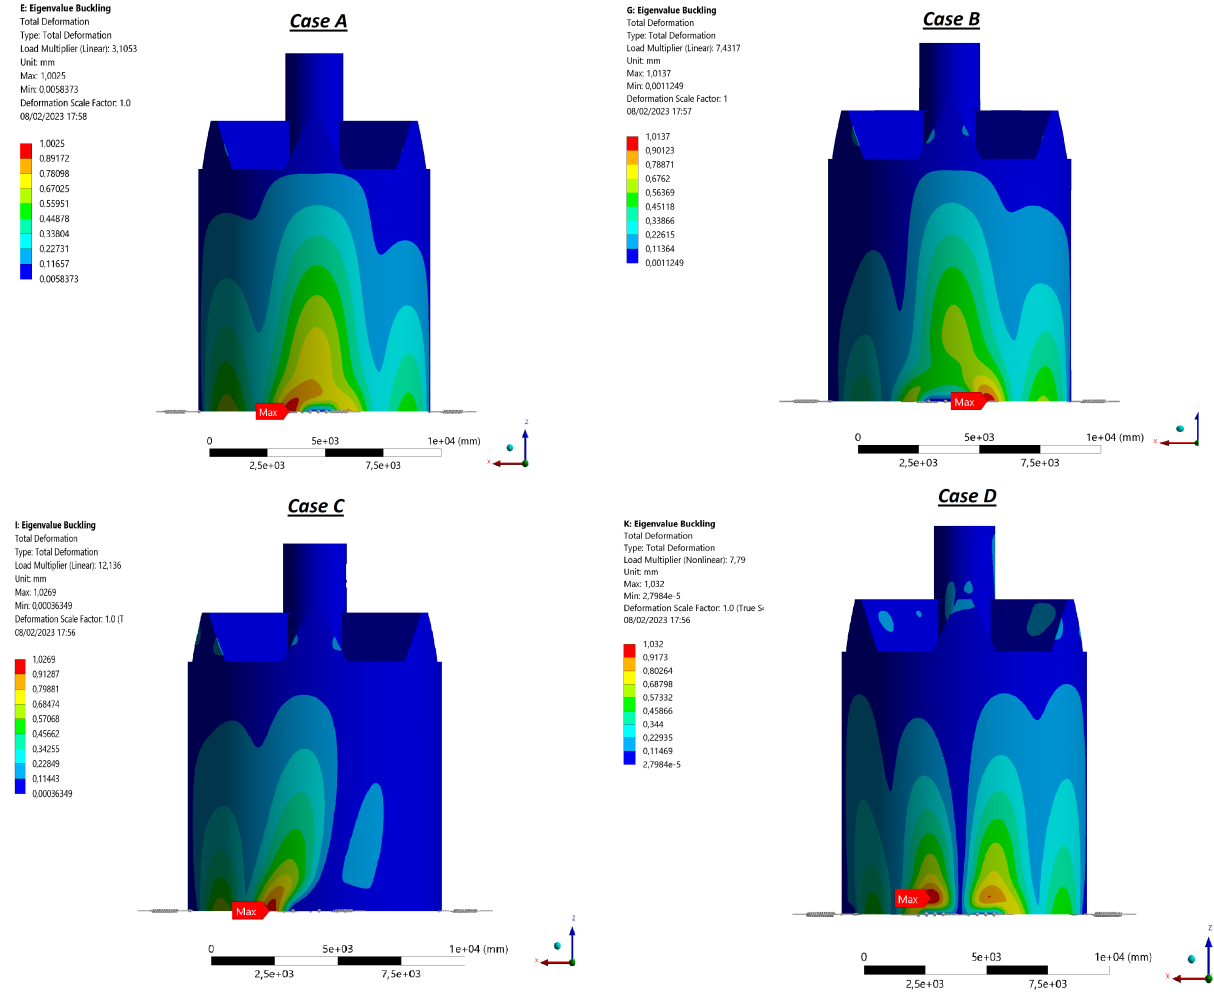 Case A
E: Eigenvalue Buckling
Total Deformation
Type: Total Deformation
Load Multiplier (Linear): 3,1053
Unit: mm
Max: 1,0025
Min: 0,0058373
Deformation Scale Factor: 1.0
08/02/2023 17:58
1,0025
0,89172
0,78098
0,67025
0,55951
0,44878
0,33804
0,22731
0,11657
0,0058373
Max
0
5e+03
1e+04 (mm)
2,5e+03
7,5e+03
z
x
Case B
G: Eigenvalue Buckling
Total Deformation
Type: Total Deformation
Load Multiplier (Linear): 7,4317
Unit: mm
Max: 1,0137
Min: 0,0011249
Deformation Scale Factor: 1
08/02/2023 17:57
1,0137
0,90123
0,78871
0,6762
0,56369
0,45118
0,33866
0,22615
0,11364
0,0011249
Max
0
5e+03
1e+04 (mm)
2,5e+03
7,5e+03
x
Case C
I: Eigenvalue Buckling
Total Deformation
Type: Total Deformation
Load Multiplier (Linear): 12,136
Unit: mm
Max: 1,0269
Min: 0,00036349
Deformation Scale Factor: 1.0 (T
08/02/2023 17:56
1,0269
0,91287
0,79881
0,68474
0,57068
0,45662
0,34255
0,22849
0,11443
0,00036349
Max
0
5e+03
1e+04 (mm)
2,5e+03
7,5e+03
z
x
Case D
K: Eigenvalue Buckling
Total Deformation
Type: Total Deformation
Load Multiplier (Nonlinear): 7,79
Unit: mm
Max: 1,032
Min: 2,7984e-5
Deformation Scale Factor: 1.0 (True Sc
08/02/2023 17:56
1,032
0,9173
0,80264
0,68798
0,57332
0,45866
0,344
0,22935
0,11469
2,7984e-5
Max
0
5e+03
1e+04 (mm)
2,5e+03
7,5e+03
z
x